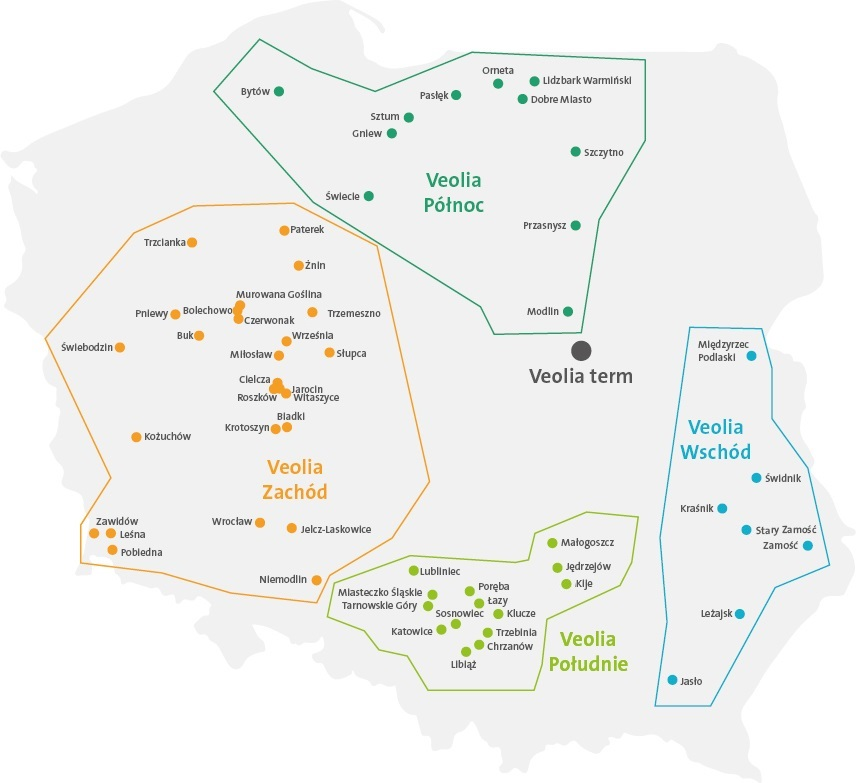 Orneta
Lidzbark Warmiński
Bytów
Pasłęk
Dobre Miasto
Sztum
Gniew
Szczytno
Veolia
Północ
Świecie
Przasnysz
Modlin
Paterek
Trzcianka
Żnin
Murowana Goślina
Pniewy
Bolechowo
Trzemeszno
Czerwonak
Buk
Września
Świebodzin
Miłosław
Słupca
Cielcza
Jarocin
Roszków
Witaszyce
Biadki
Krotoszyn
Kożuchów
Veolia
Zachód
Zawidów
Leśna
Pobiedna
Wrocław
Jelcz-Laskowice
Niemodlin
Veolia term
Międzyrzec
Podlaski
Veolia
Wschód
Świdnik
Kraśnik
Stary Zamość
Zamość
Leżajsk
Jasło
Małogoszcz
Jędrzejów
Kije
Lubliniec
Miasteczko Śląskie
Poręba
Tarnowskie Góry
Łazy
Sosnowiec
Klucze
Katowice
Trzebinia
Chrzanów
Libiąż
Veolia
Południe